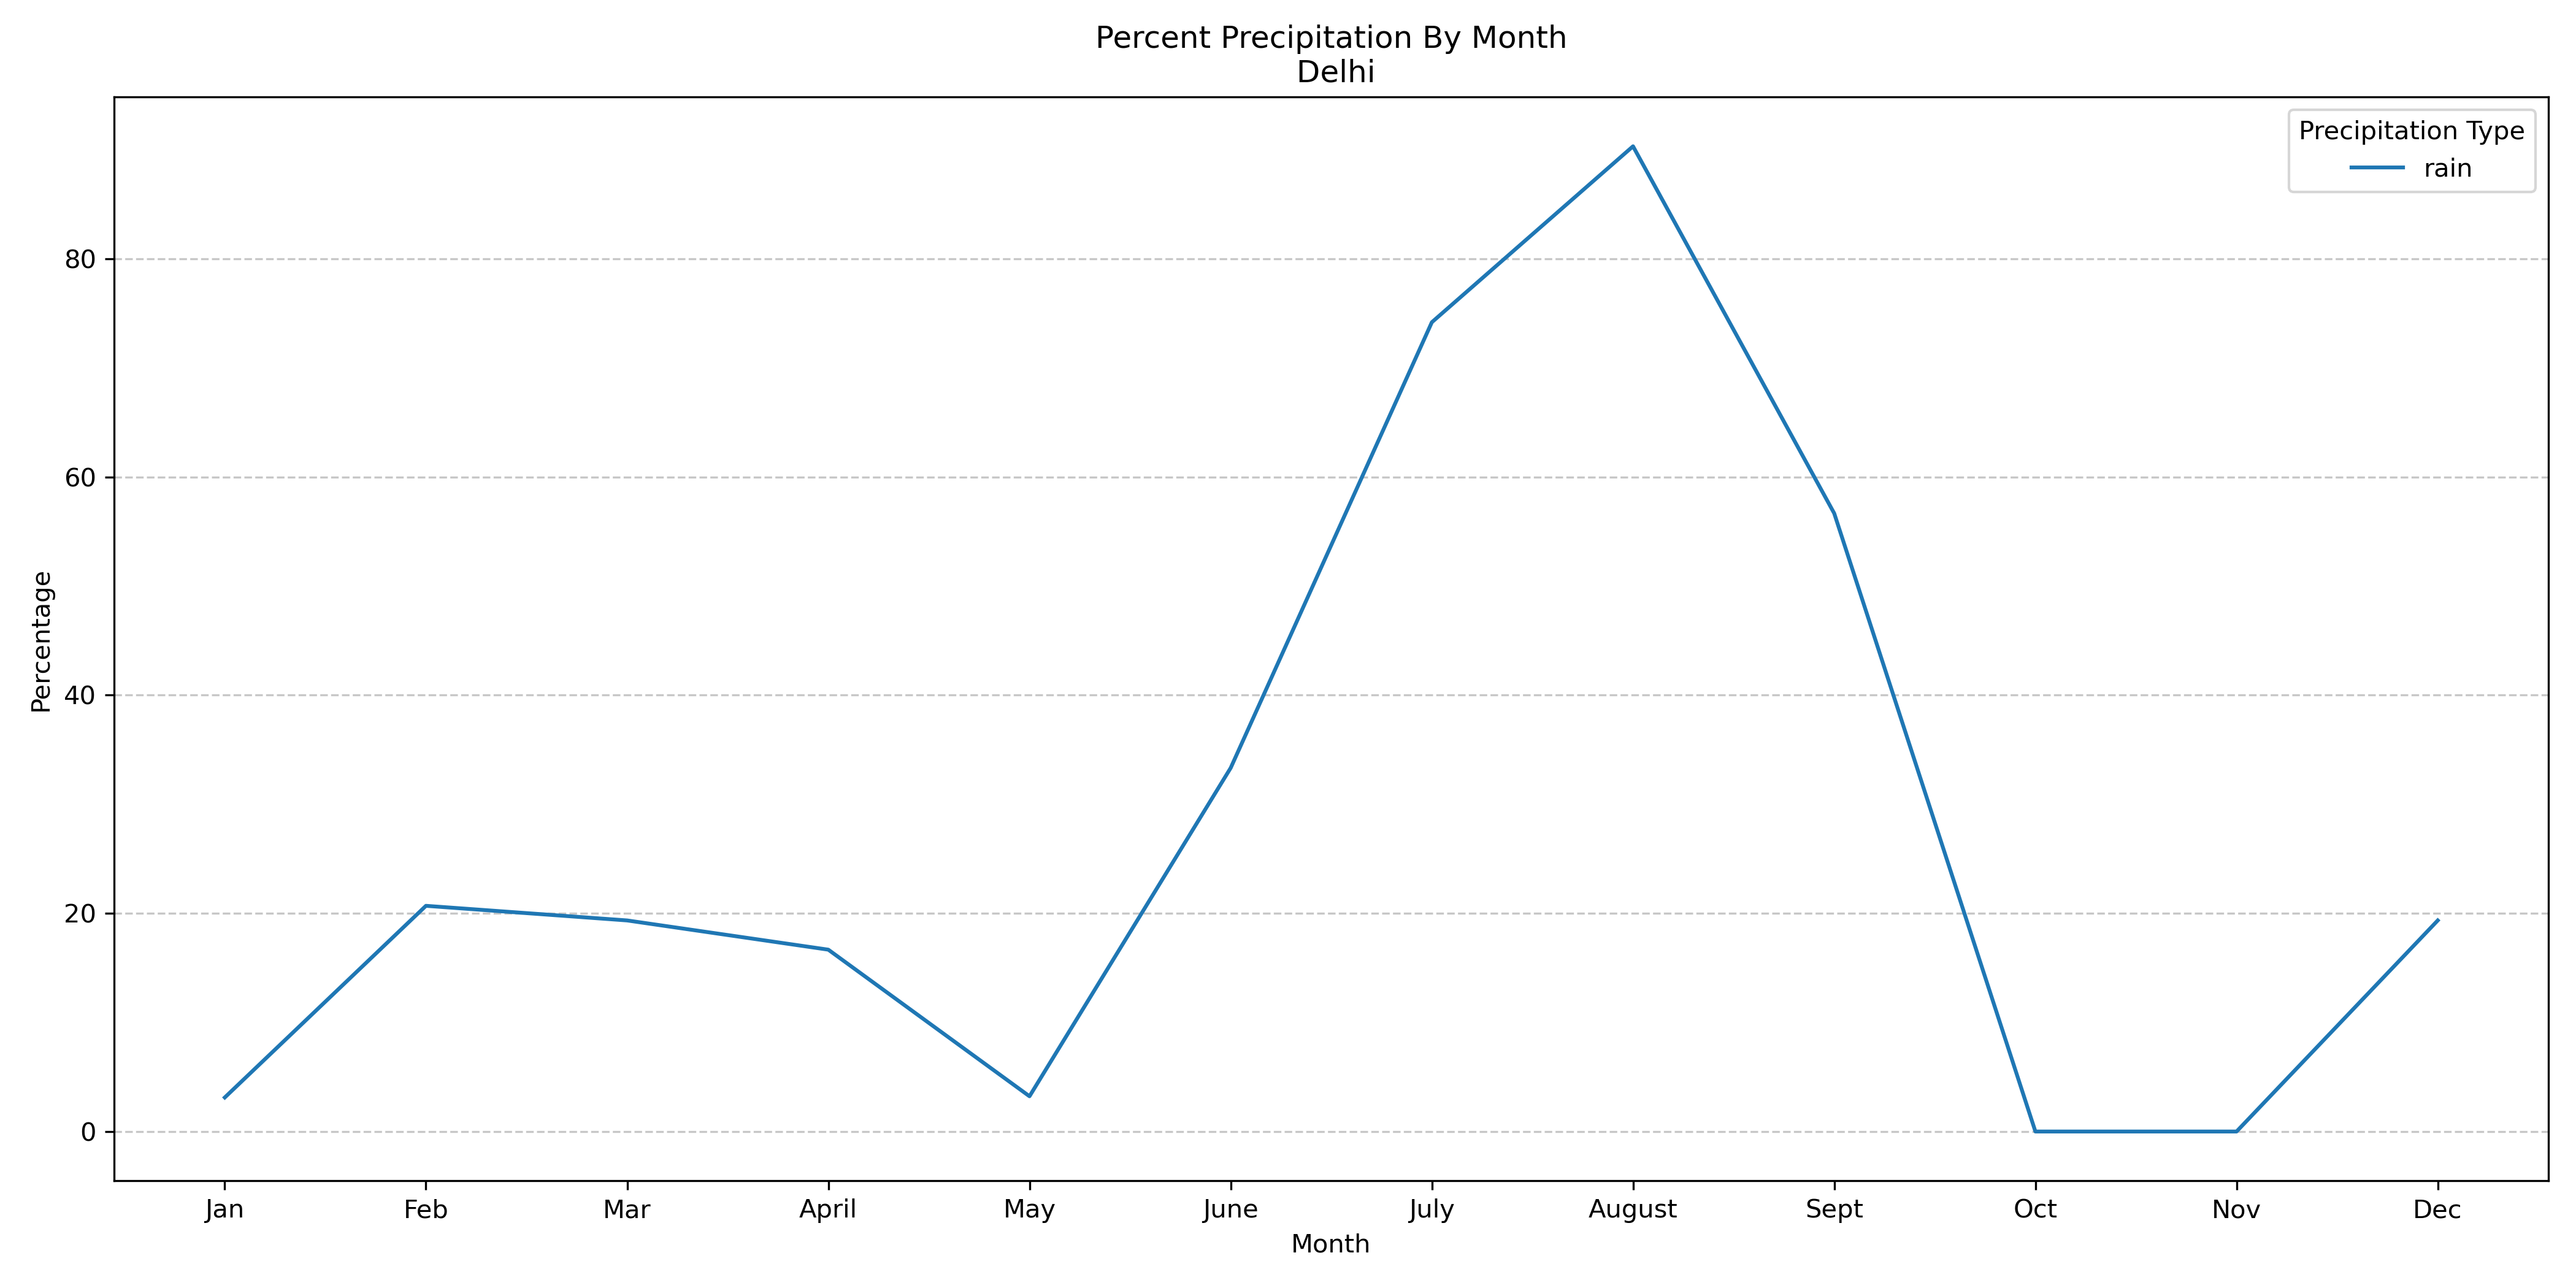 Percent Precipitation By Month
Delhi
Precipitation Type
rain
80
60
40
20
0
Percentage
Jan Feb Mar April May June July August Sept Oct Nov Dec
Month